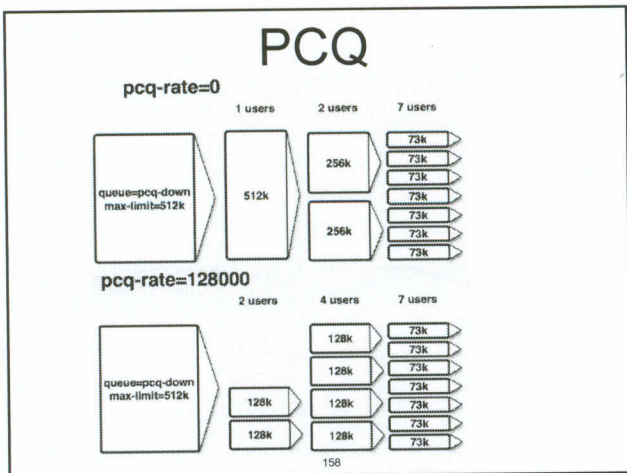 PCQ
pcq-rate=0
1 users 2 users 7 users
queue=pcq-down
max-limit=512k
512k
256k
256k
73k
73k
73k
73k
73k
73k
73k
pcq-rate=128000
2 users 4 users 7 users
queue=pcq-down
max-limit=512k
128k
128k
128k
128k
128k
128k
73k
73k
73k
73k
73k
73k
73k
158